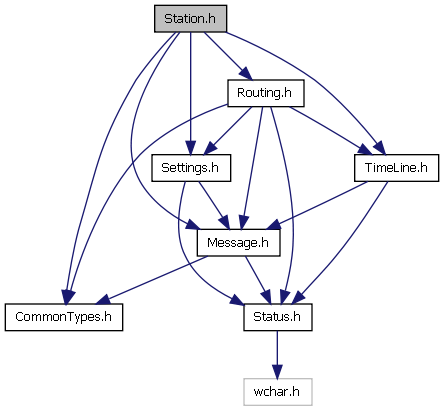 Station.h
Routing.h
Settings.h
TimeLine.h
Message.h
CommonTypes.h
Status.h
wchar.h